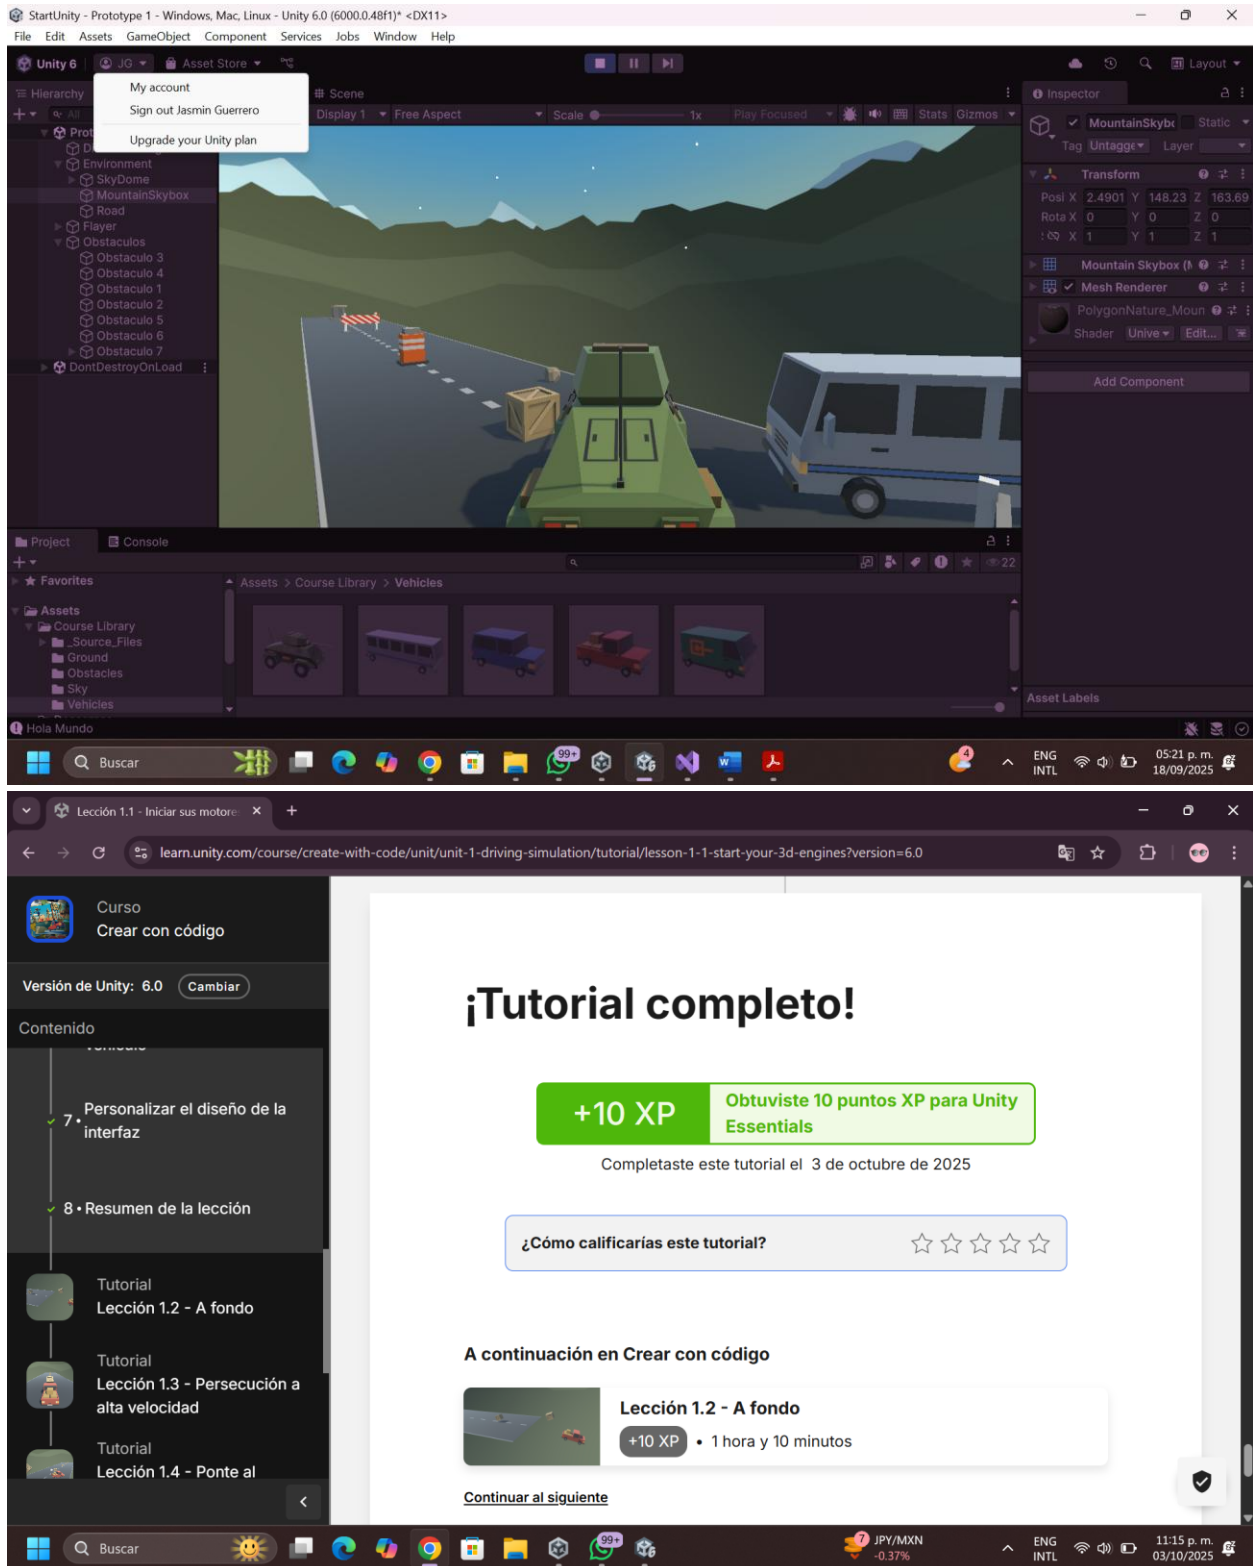 StartUnity - Prototype 1 - Windows, Mac, Linux - Unity 6.0 (6000.0.48f1)* <DX11>
File Edit Assets GameObject Component Services Jobs Window Help
Unity 6 JG Asset Store Layout
My account
Sign out Jasmin Guerrero
Upgrade your Unity plan
Hierarchy
All
Scene
Display 1 Free Aspect Scale 1x Play Focused Stats Gizmos
Environment
SkyDome
MountainSkybox
Road
Flayer
Obstaculos
Obstaculo 3
Obstaculo 4
Obstaculo 1
Obstaculo 2
Obstaculo 5
Obstaculo 6
Obstaculo 7
DontDestroyOnLoad
Inspector
MountainSkybc Static
Tag Untagge Layer
Transform
Posi X 2.4901 Y 148.23 Z 163.69
Rota X 0 Y 0 Z 0
X 1 Y 1 Z 1
Mountain Skybox (M
Mesh Renderer
PolygonNature_Moun
Shader Unive Edit...
Add Component
Asset Labels
Project Console
22
Favorites
Assets
Course Library
_Source_Files
Ground
Obstacles
Sky
Vehicles
Assets > Course Library > Vehicles
Hola Mundo
Buscar
99+
4
ENG
INTL
05:21 p. m.
18/09/2025
Lección 1.1 - Iniciar sus motore
learn.unity.com/course/create-with-code/unit/unit-1-driving-simulation/tutorial/lesson-1-1-start-your-3d-engines?version=6.0
Curso
Crear con código
Versión de Unity: 6.0 Cambiar
Contenido
7 • Personalizar el diseño de la
interfaz
8 • Resumen de la lección
Tutorial
Lección 1.2 - A fondo
Tutorial
Lección 1.3 - Persecución a
alta velocidad
Tutorial
Lección 1.4 - Ponte al
¡Tutorial completo!
+10 XP
Obtuviste 10 puntos XP para Unity
Essentials
Completaste este tutorial el 3 de octubre de 2025
¿Cómo calificarías este tutorial?
A continuación en Crear con código
Lección 1.2 - A fondo
+10 XP • 1 hora y 10 minutos
Continuar al siguiente
Buscar
99+
7
JPY/MXN
-0.37%
ENG
INTL
11:15 p. m.
03/10/2025